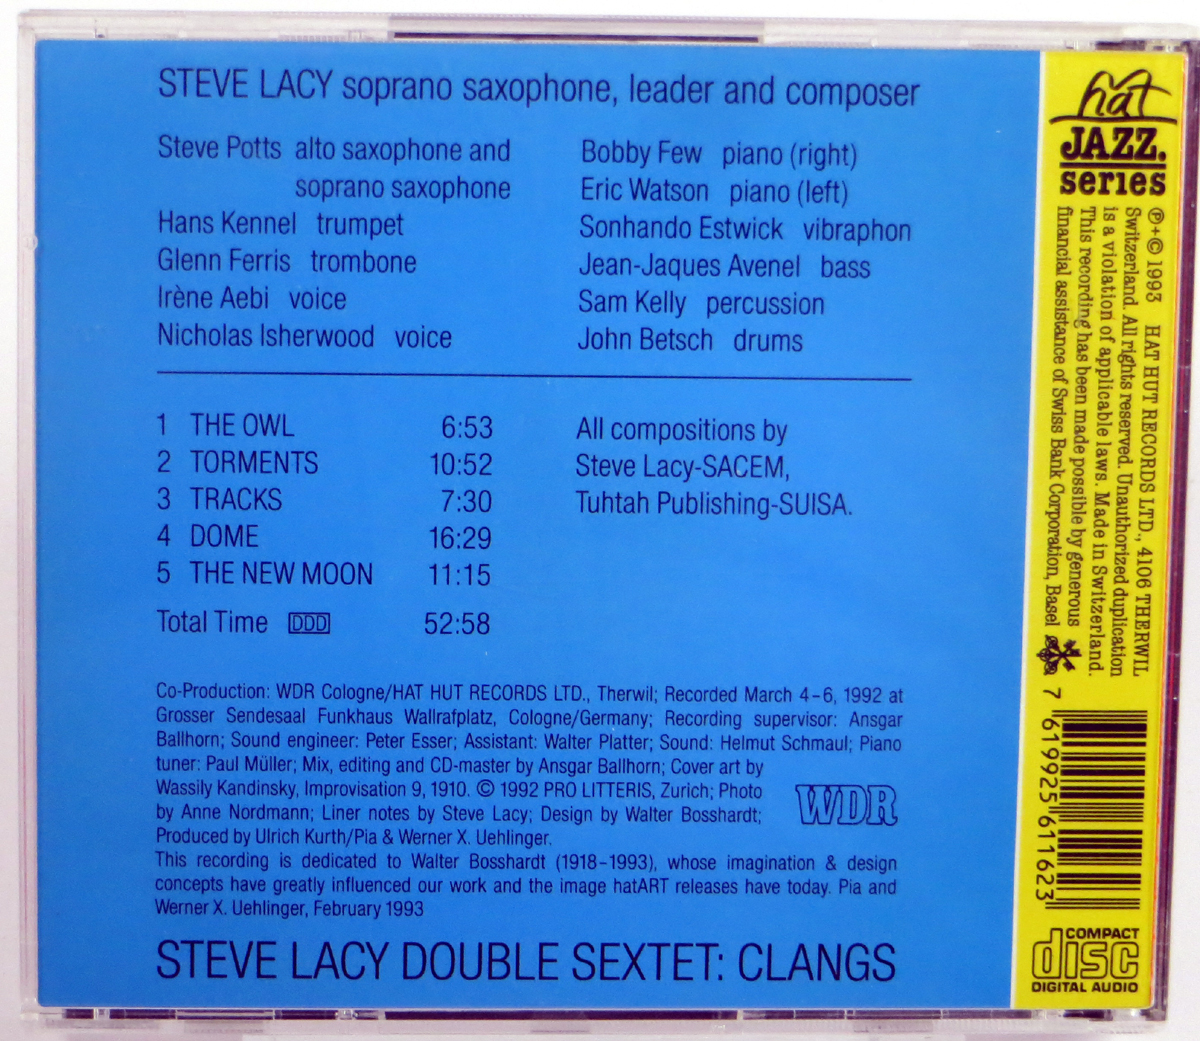 STEVE LACY soprano saxophone, leader and composer
Steve Potts alto saxophone and
soprano saxophone
Hans Kennel trumpet
Glenn Ferris trombone
Irène Aebi voice
Nicholas Isherwood voice
Bobby Few piano (right)
Eric Watson piano (left)
Sonhando Estwick vibraphon
Jean-Jaques Avenel bass
Sam Kelly percussion
John Betsch drums
1 THE OWL 6:53
2 TORMENTS 10:52
3 TRACKS 7:30
4 DOME 16:29
5 THE NEW MOON 11:15
Total Time DDD 52:58
All compositions by
Steve Lacy-SACEM,
Tuhtah Publishing-SUISA.
Co-Production: WDR Cologne/HAT HUT RECORDS LTD., Therwil; Recorded March 4–6, 1992 at
Grosser Sendesaal Funkhaus Wallrafplatz, Cologne/Germany; Recording supervisor: Ansgar
Ballhorn; Sound engineer: Peter Esser; Assistant: Walter Platter; Sound: Helmut Schmaul; Piano
tuner: Paul Müller; Mix, editing and CD-master by Ansgar Ballhorn; Cover art by
Wassily Kandinsky, Improvisation 9, 1910. © 1992 PRO LITTERIS, Zurich; Photo
by Anne Nordmann; Liner notes by Steve Lacy; Design by Walter Bosshardt;
Produced by Ulrich Kurth/Pia & Werner X. Uehlinger.
WDR
This recording is dedicated to Walter Bosshardt (1918–1993), whose imagination & design
concepts have greatly influenced our work and the image hatART releases have today. Pia and
Werner X. Uehlinger, February 1993
STEVE LACY DOUBLE SEXTET: CLANGS
hat
JAZZ.
series
℗+© 1993 HAT HUT RECORDS LTD., 4106 THERWIL
Switzerland. All rights reserved. Unauthorized duplication
is a violation of applicable laws. Made in Switzerland.
This recording has been made possible by generous
financial assistance of Swiss Bank Corporation, Basel
7 619925 611623
COMPACT
disc
DIGITAL AUDIO